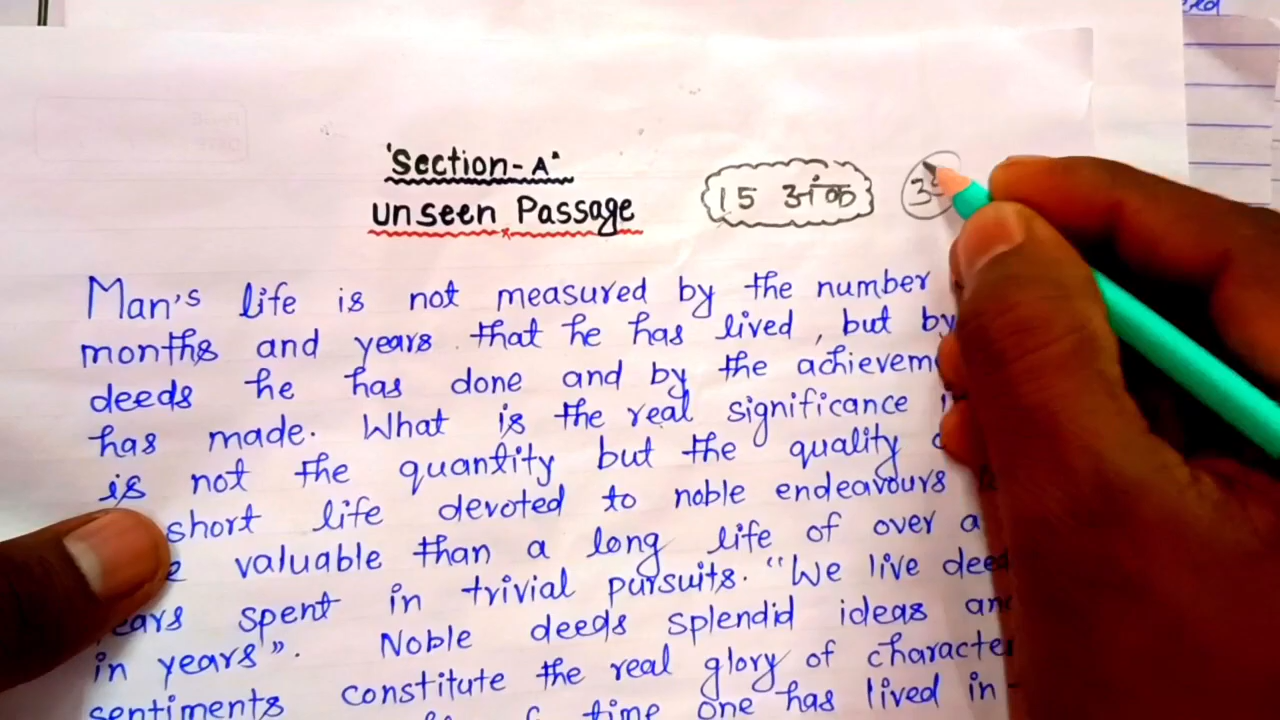 'Section-A'
Unseen Passage
15 अंक
Man's life is not measured by the number
months and years that he has lived, but by
deeds he has done and by the
has made. What is the real significance
is not the quantity but the quality
short life devoted to noble endeavours
valuable than a long life of over a
spent in trivial pursuits. "We live
in years". Noble deeds splendid ideas
sentiments constitute the real glory of
time one has lived in